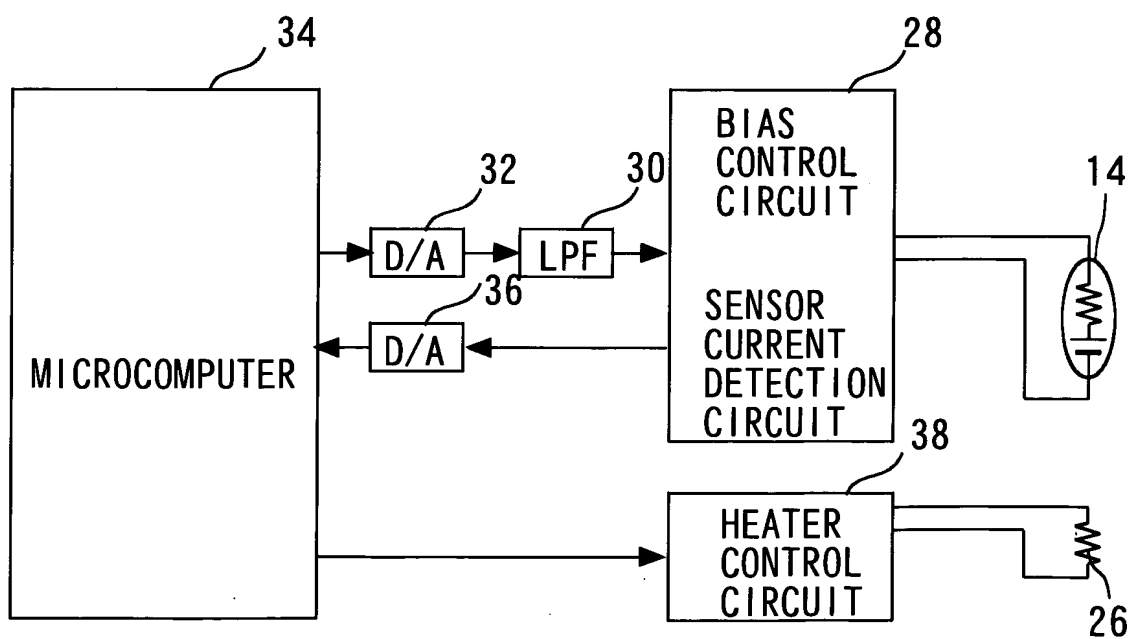 34
28
BIAS
CONTROL
CIRCUIT
32
30
14
D/A
LPF
36
D/A
SENSOR
CURRENT
DETECTION
CIRCUIT
MICROCOMPUTER
38
HEATER
CONTROL
CIRCUIT
26